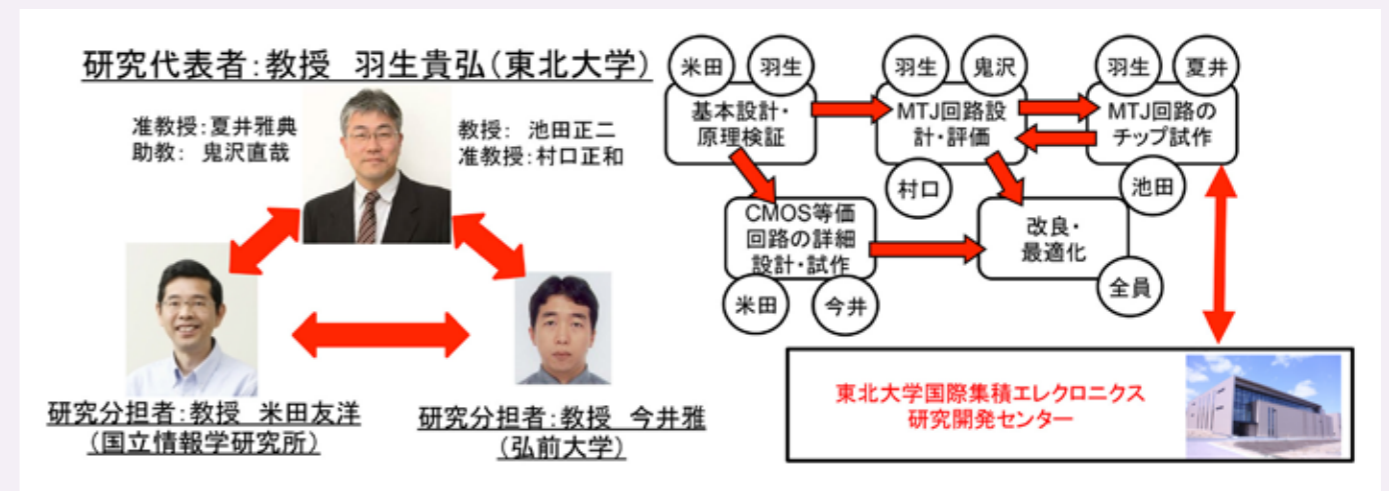 研究代表者:教授 羽生貴弘(東北大学)
准教授:夏井雅典
助教: 鬼沢直哉
教授: 池田正二
准教授:村口正和
研究分担者:教授 米田友洋
(国立情報学研究所)
研究分担者:教授 今井雅
(弘前大学)
米田
羽生
基本設計・
原理検証
羽生
鬼沢
MTJ回路設
計・評価
村口
羽生
夏井
MTJ回路の
チップ試作
池田
CMOS等価
回路の詳細
設計・試作
米田
今井
改良・
最適化
全員
東北大学国際集積エレクロニクス
研究開発センター